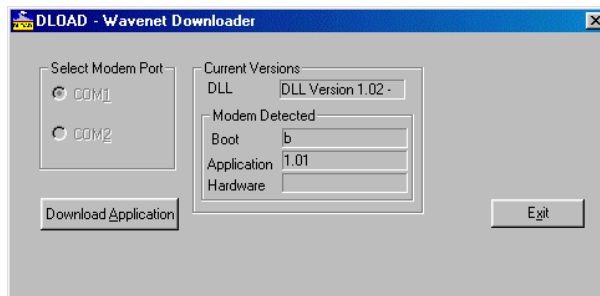 DLOAD - Wavenet Downloader
Select Modem Port
COM1
COM2
Download Application
Current Versions
DLL DLL Version 1.02 -
Modem Detected
Boot b
Application 1.01
Hardware
Exit